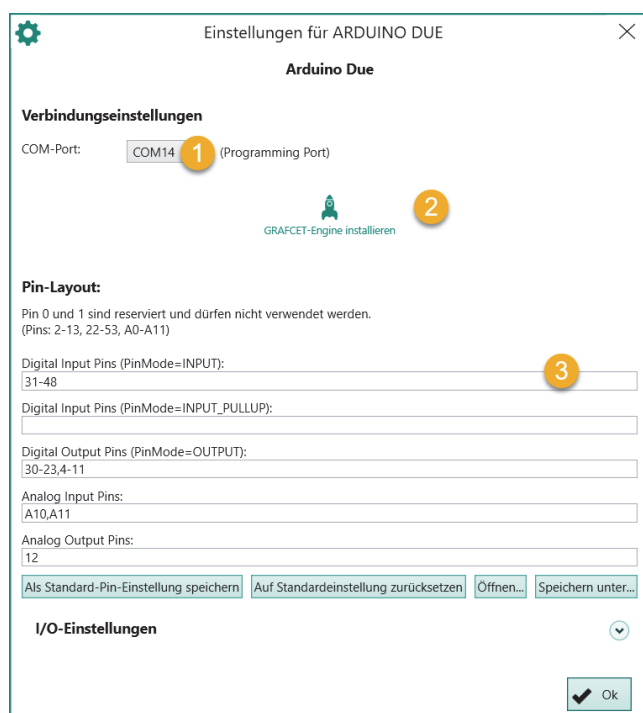 Einstellungen für ARDUINO DUE
Arduino Due
Verbindungseinstellungen
COM-Port: COM14 1 (Programming Port)
2
GRAFCET-Engine installieren
Pin-Layout:
Pin 0 und 1 sind reserviert und dürfen nicht verwendet werden.
(Pins: 2-13, 22-53, A0-A11)
Digital Input Pins (PinMode=INPUT): 3
31-48
Digital Input Pins (PinMode=INPUT_PULLUP):
Digital Output Pins (PinMode=OUTPUT):
30-23,4-11
Analog Input Pins:
A10,A11
Analog Output Pins:
12
Als Standard-Pin-Einstellung speichern Auf Standardeinstellung zurücksetzen Öffnen... Speichern unter...
I/O-Einstellungen
Ok